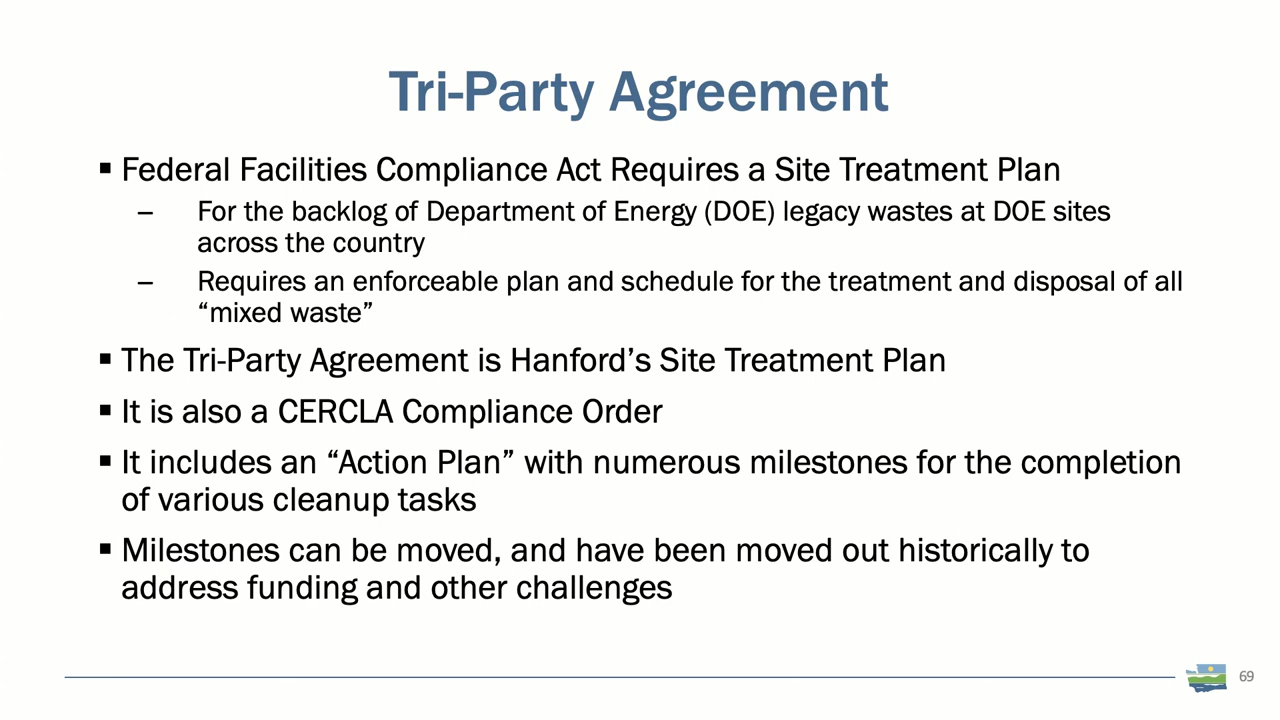 Tri-Party Agreement
▪ Federal Facilities Compliance Act Requires a Site Treatment Plan
– For the backlog of Department of Energy (DOE) legacy wastes at DOE sites
across the country
– Requires an enforceable plan and schedule for the treatment and disposal of all
“mixed waste”
▪ The Tri-Party Agreement is Hanford’s Site Treatment Plan
▪ It is also a CERCLA Compliance Order
▪ It includes an “Action Plan” with numerous milestones for the completion
of various cleanup tasks
▪ Milestones can be moved, and have been moved out historically to
address funding and other challenges
69